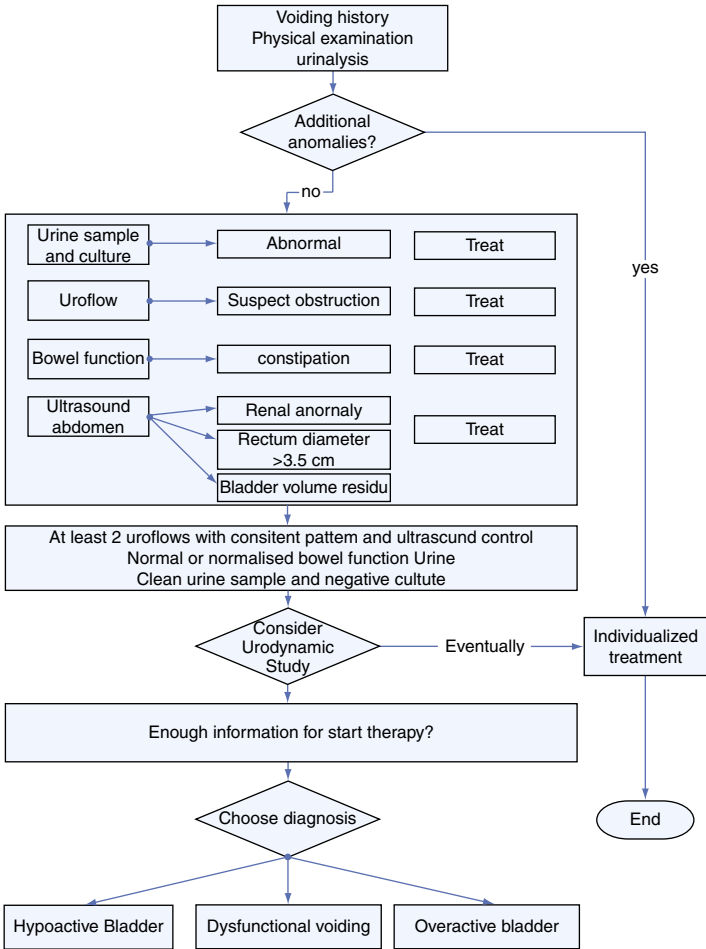 Voiding history
Physical examination
urinalysis
Additional
anomalies?
no
yes
Urine sample
and culture
Abnormal
Treat
Uroflow
Suspect obstruction
Treat
Bowel function
constipation
Treat
Ultrasound
abdomen
Renal anornaly
Rectum diameter
>3.5 cm
Bladder volume residu
Treat
At least 2 uroflows with consitent pattem and ultrascund control
Normal or normalised bowel function Urine
Clean urine sample and negative cultute
Consider
Urodynamic
Study
Eventually
Individualized
treatment
Enough information for start therapy?
Choose diagnosis
End
Hypoactive Bladder
Dysfunctional voiding
Overactive bladder